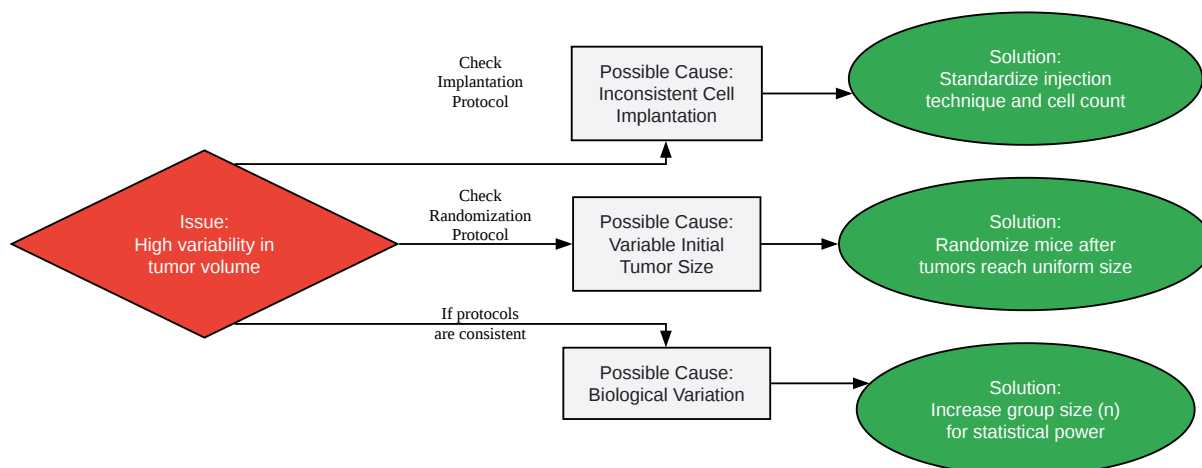 Check
Implantation
Protocol
Possible Cause:
Inconsistent Cell
Implantation
Solution:
Standardize injection
technique and cell count
Issue:
High variability in
tumor volume
Check
Randomization
Protocol
Possible Cause:
Variable Initial
Tumor Size
Solution:
Randomize mice after
tumors reach uniform size
If protocols
are consistent
Possible Cause:
Biological Variation
Solution:
Increase group size (n)
for statistical power